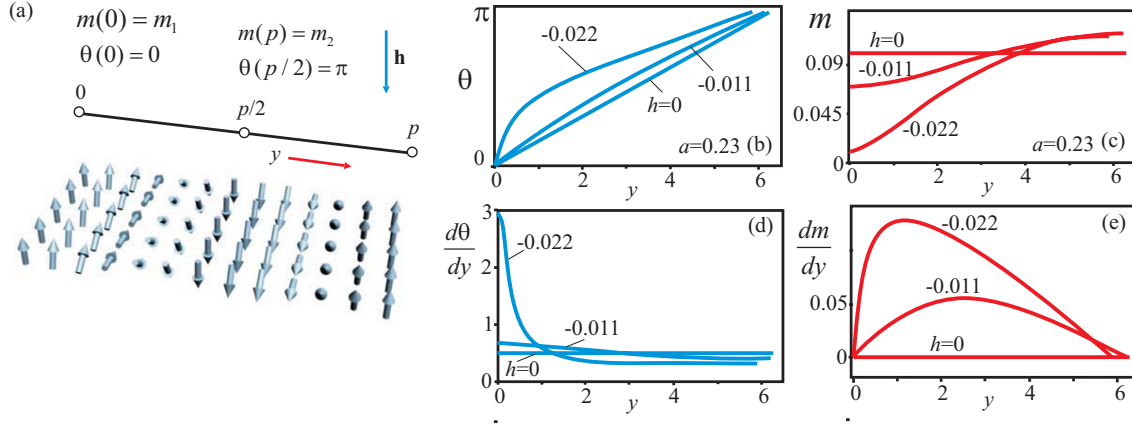 (a)
m(0) = m₁
θ(0) = 0
m(p) = m₂
θ(p/2) = π
h
0
p/2
p
y
π
θ
0
-0.022
-0.011
h=0
a=0.23
(b)
0
2
4
6
y
m
0.09
0.045
0
h=0
-0.011
-0.022
a=0.23
(c)
0
2
4
6
y
3
2
1
0
dθ
dy
-0.022
-0.011
h=0
(d)
0
2
4
6
y
dm
dy
0.05
0
-0.022
-0.011
h=0
(e)
0
2
4
6
y